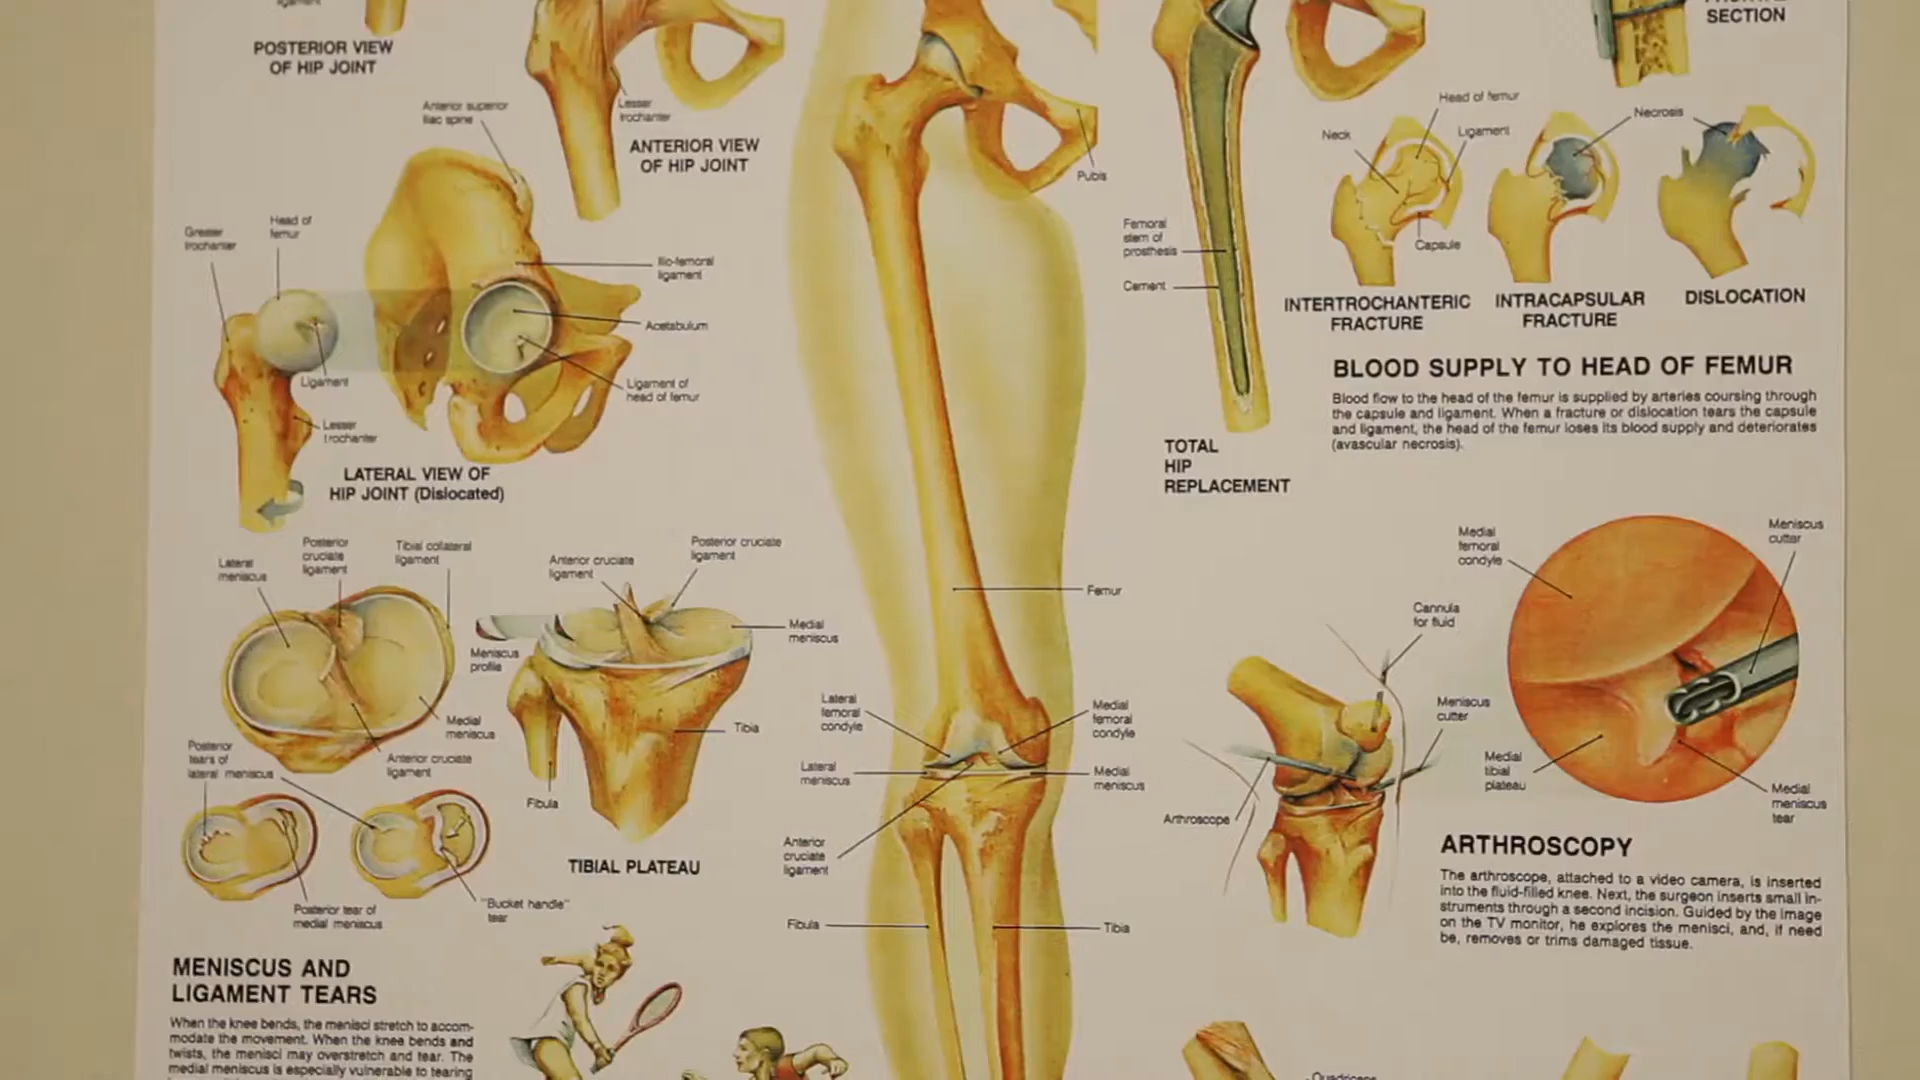 ligament
POSTERIOR VIEW
OF HIP JOINT
Lesser
trochanter
ANTERIOR VIEW
OF HIP JOINT
SECTION
Anterior superior
iliac spine
Greater
trochanter
Head of
femur
Ilio-femoral
ligament
Acetabulum
Ligament of
head of femur
Ligament
Lesser
trochanter
LATERAL VIEW OF
HIP JOINT (Dislocated)
Pubis
Femoral
stem of
prosthesis
Cement
TOTAL
HIP
REPLACEMENT
Head of femur
Neck
Ligament
Capsule
Necrosis
INTERTROCHANTERIC
FRACTURE
INTRACAPSULAR
FRACTURE
DISLOCATION
BLOOD SUPPLY TO HEAD OF FEMUR
Blood flow to the head of the femur is supplied by arteries coursing through
the capsule and ligament. When a fracture or dislocation tears the capsule
and ligament, the head of the femur loses its blood supply and deteriorates
(avascular necrosis).
Lateral
meniscus
Posterior
cruciate
ligament
Tibial collateral
ligament
Medial
meniscus
Anterior cruciate
ligament
Posterior
tears of
lateral meniscus
Posterior tear of
medial meniscus
"Bucket handle"
tear
Anterior cruciate
ligament
Posterior cruciate
ligament
Meniscus
profile
Medial
meniscus
Tibia
Fibula
TIBIAL PLATEAU
Femur
Lateral
femoral
condyle
Medial
femoral
condyle
Lateral
meniscus
Medial
meniscus
Anterior
cruciate
ligament
Fibula
Tibia
Cannula
for fluid
Meniscus
cutter
Arthroscope
Medial
femoral
condyle
Meniscus
cutter
Medial
tibial
plateau
Medial
meniscus
tear
ARTHROSCOPY
The arthroscope, attached to a video camera, is inserted
into the fluid-filled knee. Next, the surgeon inserts small in-
struments through a second incision. Guided by the image
on the TV monitor, he explores the menisci, and, if need
be, removes or trims damaged tissue.
MENISCUS AND
LIGAMENT TEARS
When the knee bends, the menisci stretch to accom-
modate the movement. When the knee bends and
twists, the menisci may overstretch and tear. The
medial meniscus is especially vulnerable to tearing
Quadriceps